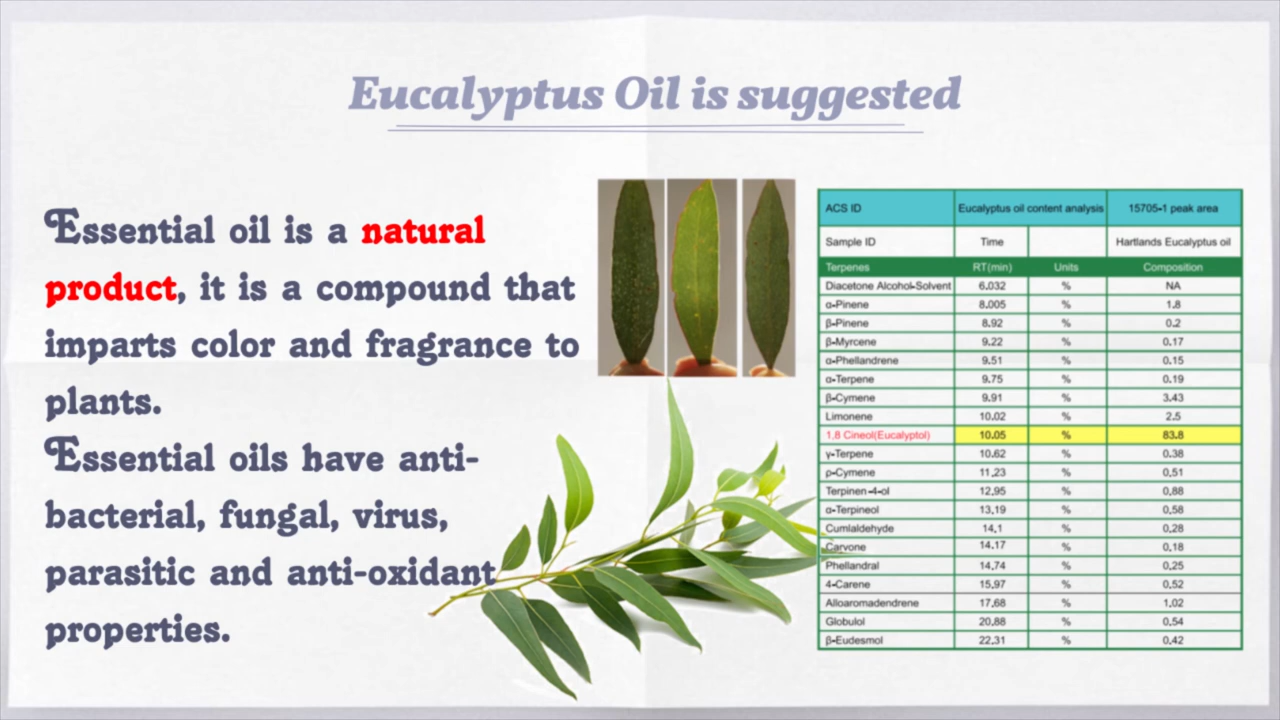 Eucalyptus Oil is suggested
Essential oil is a natural
product, it is a compound that
imparts color and fragrance to
plants.
Essential oils have anti-
bacterial, fungal, virus,
parasitic and anti-oxidant
properties.
ACS ID Eucalyptus oil content analysis 15705-1 peak area
Sample ID Time Hartlands Eucalyptus oil
Terpenes RT(min) Units Composition
Diacetone Alcohol-Solvent 6.032 % NA
α-Pinene 8.005 % 1.8
β-Pinene 8.92 % 0.2
β-Myrcene 9.22 % 0.17
α-Phellandrene 9.51 % 0.15
α-Terpene 9.75 % 0.19
β-Cymene 9.91 % 3.43
Limonene 10.02 % 2.5
1,8 Cineol(Eucalyptol) 10.05 % 83.8
γ-Terpene 10.62 % 0.38
ρ-Cymene 11,23 % 0,51
Terpinen-4-ol 12,95 % 0,88
α-Terpineol 13,19 % 0,58
Cumlaldehyde 14,1 % 0,28
Carvone 14.17 % 0,18
Phellandral 14,74 % 0,25
4-Carene 15,97 % 0,52
Alloaromadendrene 17,68 % 1,02
Globulol 20,88 % 0,54
β-Eudesmol 22,31 % 0,42